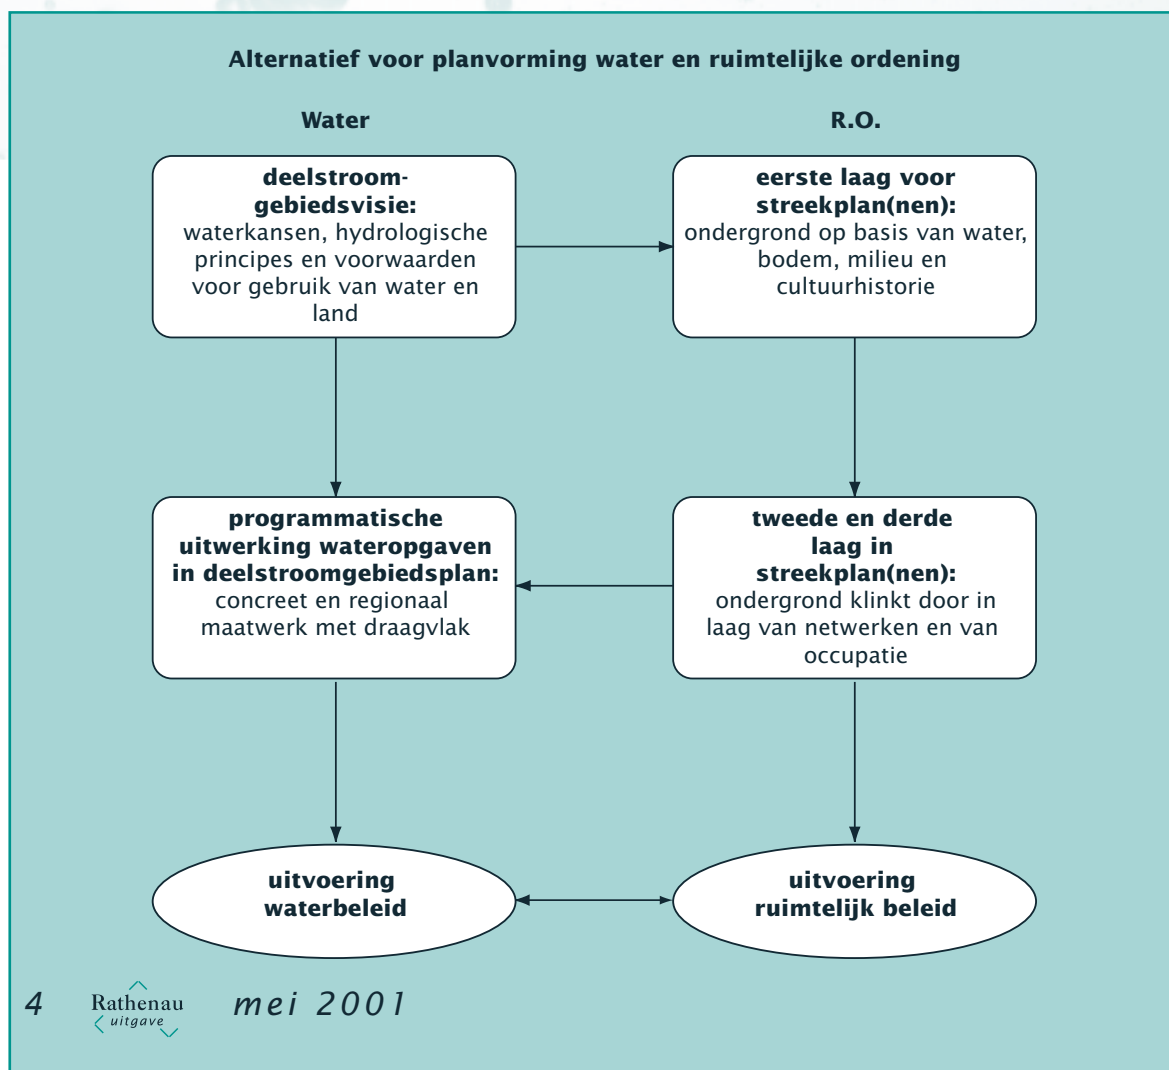 Alternatief voor planvorming water en ruimtelijke ordening
Water
R.O.
deelstroom-
gebiedsvisie:
waterkansen, hydrologische
principes en voorwaarden
voor gebruik van water en
land
eerste laag voor
streekplan(nen):
ondergrond op basis van water,
bodem, milieu en
cultuurhistorie
programmatische
uitwerking wateropgaven
in deelstroomgebiedsplan:
concreet en regionaal
maatwerk met draagvlak
tweede en derde
laag in
streekplan(nen):
ondergrond klinkt door in
laag van netwerken en van
occupatie
uitvoering
waterbeleid
uitvoering
ruimtelijk beleid
4
Rathenau
uitgave
mei 2001